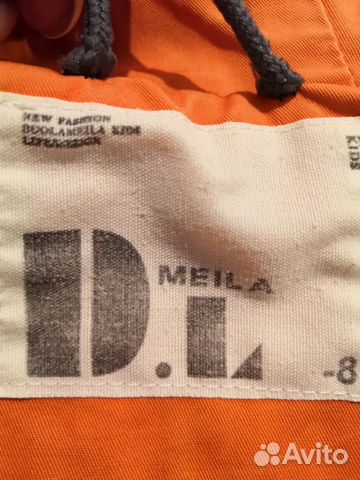 NEW FASHION
DUOLAMEILA KIDS
KIDS
MEILA
D.L
-8
Avito